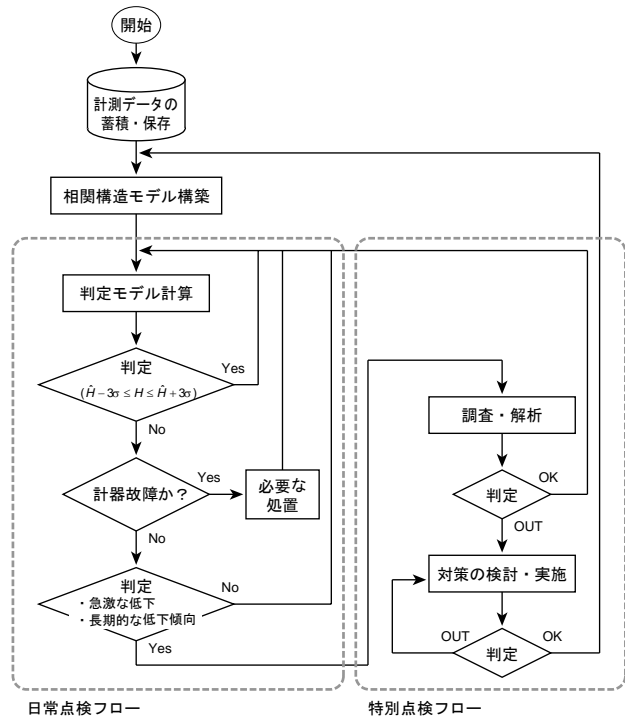 開始
計測データの
蓄積・保存
相関構造モデル構築
判定モデル計算
判定
(Ĥ−3σ ≤ H ≤ Ĥ+3σ)
Yes
No
計器故障か？
Yes
必要な
処置
No
判定
・急激な低下
・長期的な低下傾向
No
Yes
日常点検フロー
調査・解析
判定
OK
OUT
対策の検討・実施
判定
OUT
OK
特別点検フロー